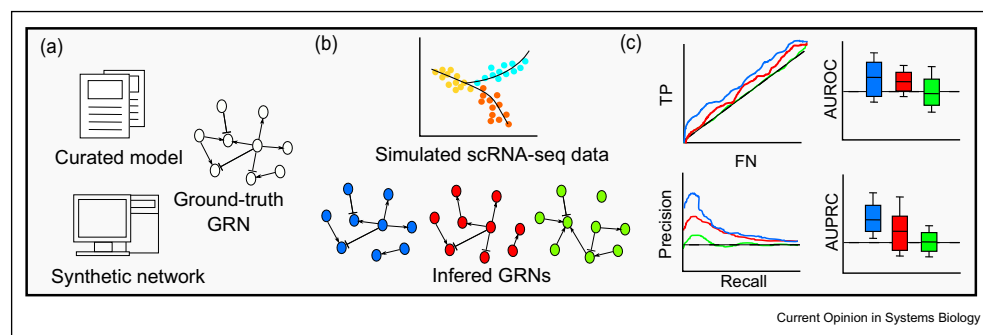 (a)
Curated model
Ground-truth
GRN
Synthetic network
(b)
Simulated scRNA-seq data
Infered GRNs
(c)
TP
FN
AUROC
Precision
Recall
AUPRC
Current Opinion in Systems Biology